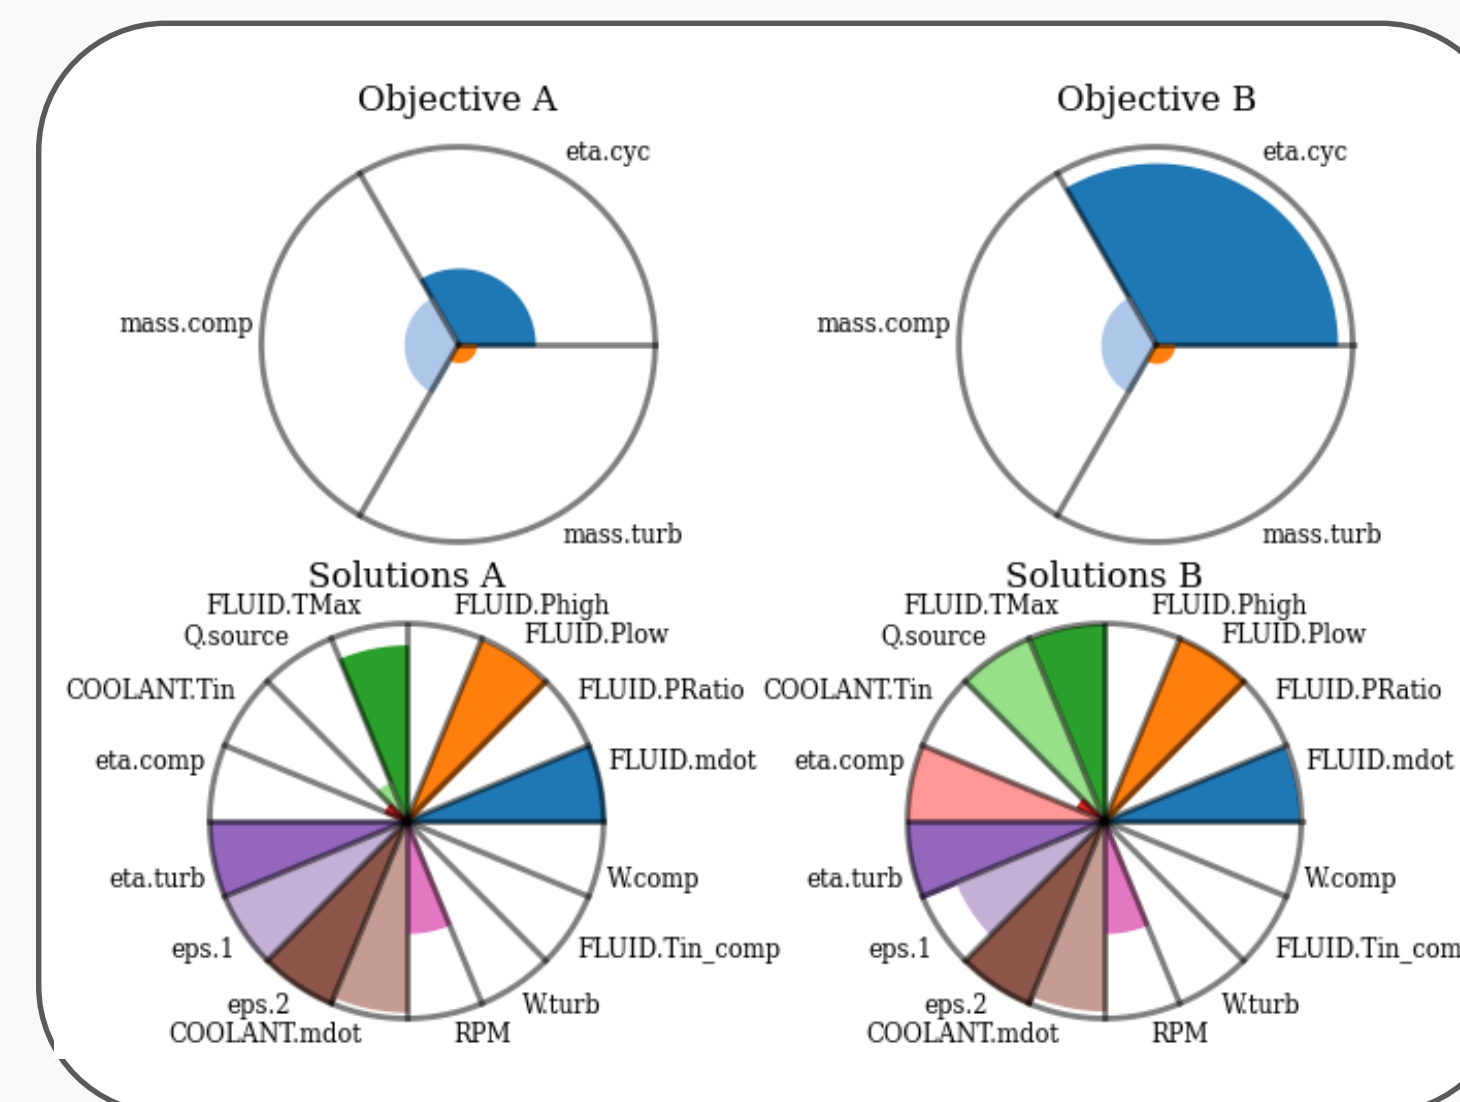 Objective A
Objective B
eta.cyc
eta.cyc
mass.comp
mass.comp
mass.turb
mass.turb
Solutions A
Solutions B
FLUID.TMax
FLUID.Phigh
FLUID.TMax
FLUID.Phigh
Q.source
FLUID.Plow
Q.source
FLUID.Plow
COOLANT.Tin
FLUID.PRatio
COOLANT.Tin
FLUID.PRatio
eta.comp
FLUID.mdot
eta.comp
FLUID.mdot
eta.turb
W.comp
eta.turb
W.comp
eps.1
FLUID.Tin_comp
eps.1
FLUID.Tin_com
eps.2
W.turb
eps.2
W.turb
COOLANT.mdot
RPM
COOLANT.mdot
RPM